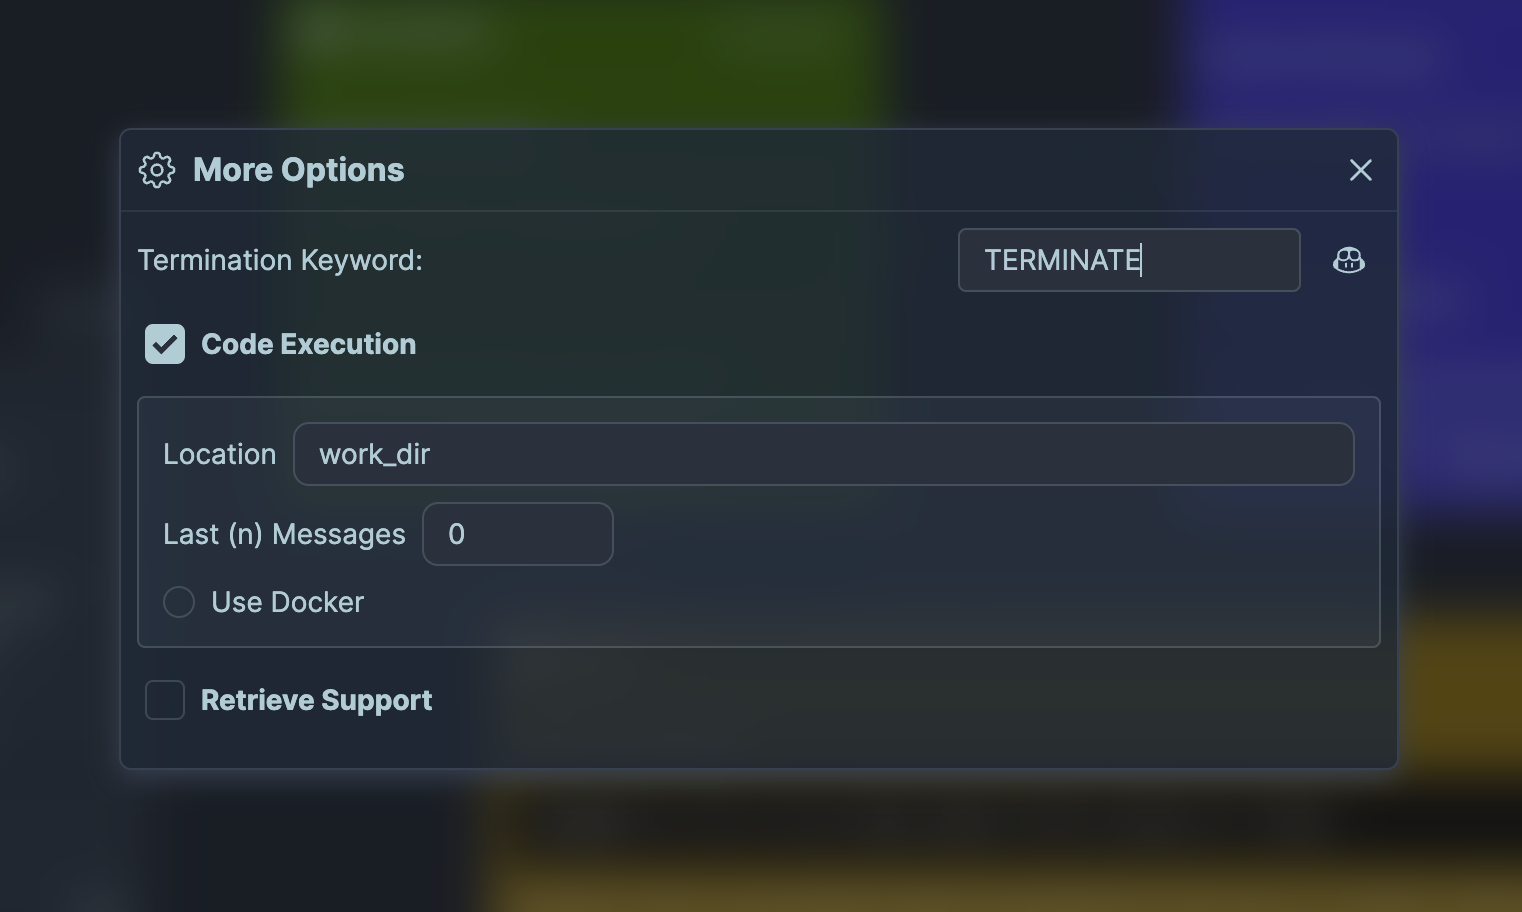 More Options
Termination Keyword: TERMINATE
Code Execution
Location work_dir
Last (n) Messages 0
Use Docker
Retrieve Support